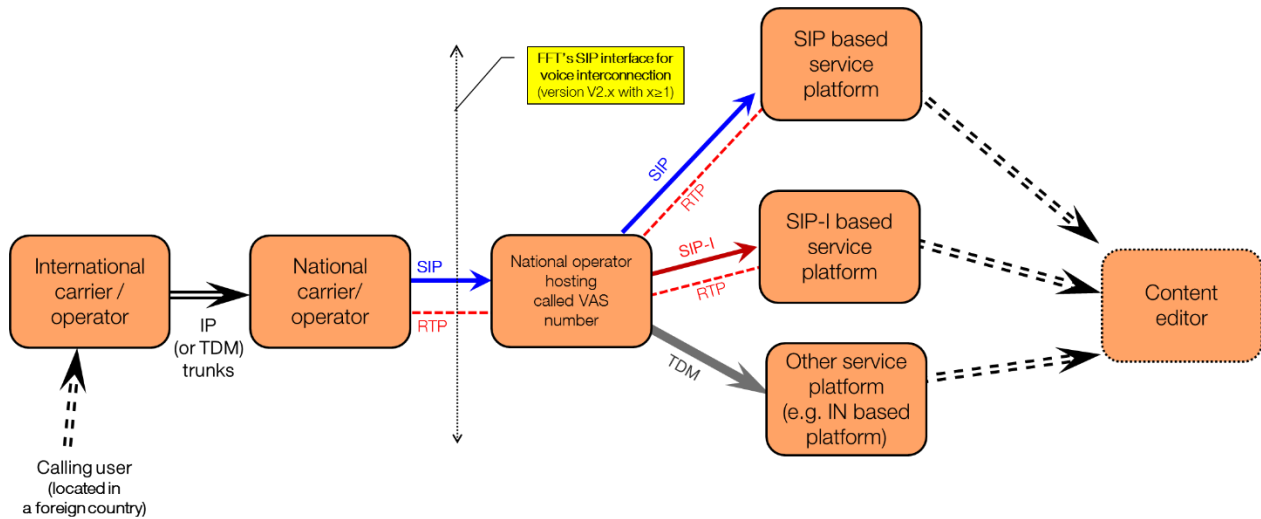 FFT's SIP interface for
voice interconnection
(version V2.x with x≥1)
SIP based
service
platform
SIP
RTP
SIP-I based
service
platform
SIP-I
RTP
International
carrier /
operator
National
carrier/
operator
SIP
RTP
National operator
hosting
called VAS
number
Content
editor
IP
(or TDM)
trunks
TDM
Other service
platform
(e.g. IN based
platform)
Calling user
(located in
a foreign country)